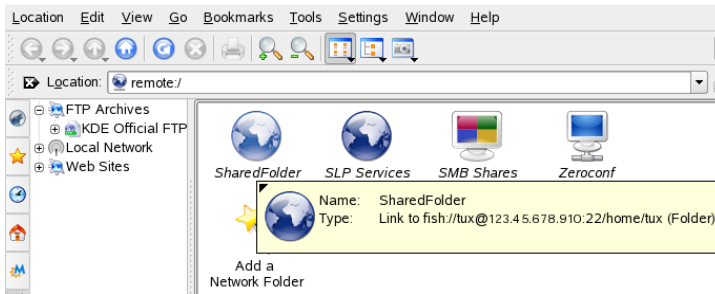 Location Edit View Go Bookmarks Tools Settings Window Help
Location: remote:/
FTP Archives
KDE Official FTP
Local Network
Web Sites
SharedFolder SLP Services SMB Shares Zeroconf
Name: SharedFolder
Type: Link to fish://tux@123.45.678.910:22/home/tux (Folder)
Add a
Network Folder